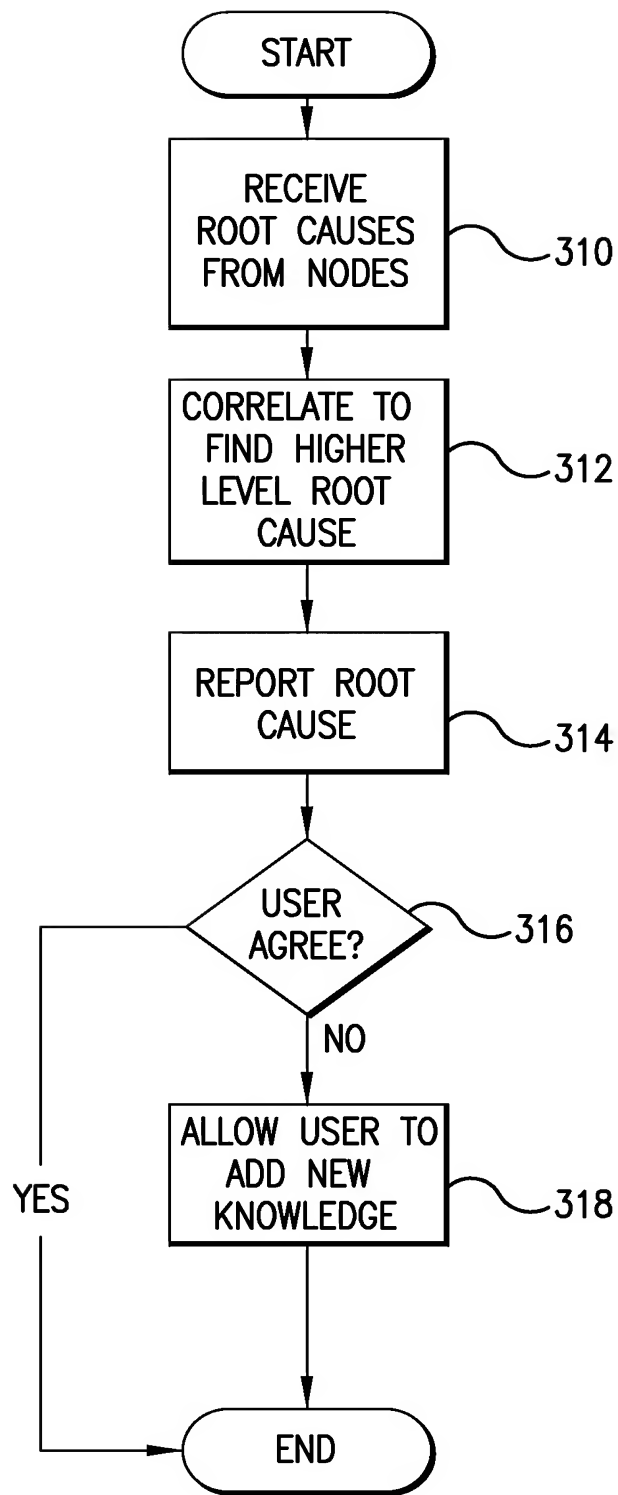 START
RECEIVE
ROOT CAUSES
FROM NODES
310
CORRELATE TO
FIND HIGHER
LEVEL ROOT
CAUSE
312
REPORT ROOT
CAUSE
314
USER
AGREE?
316
NO
ALLOW USER TO
ADD NEW
KNOWLEDGE
318
YES
END